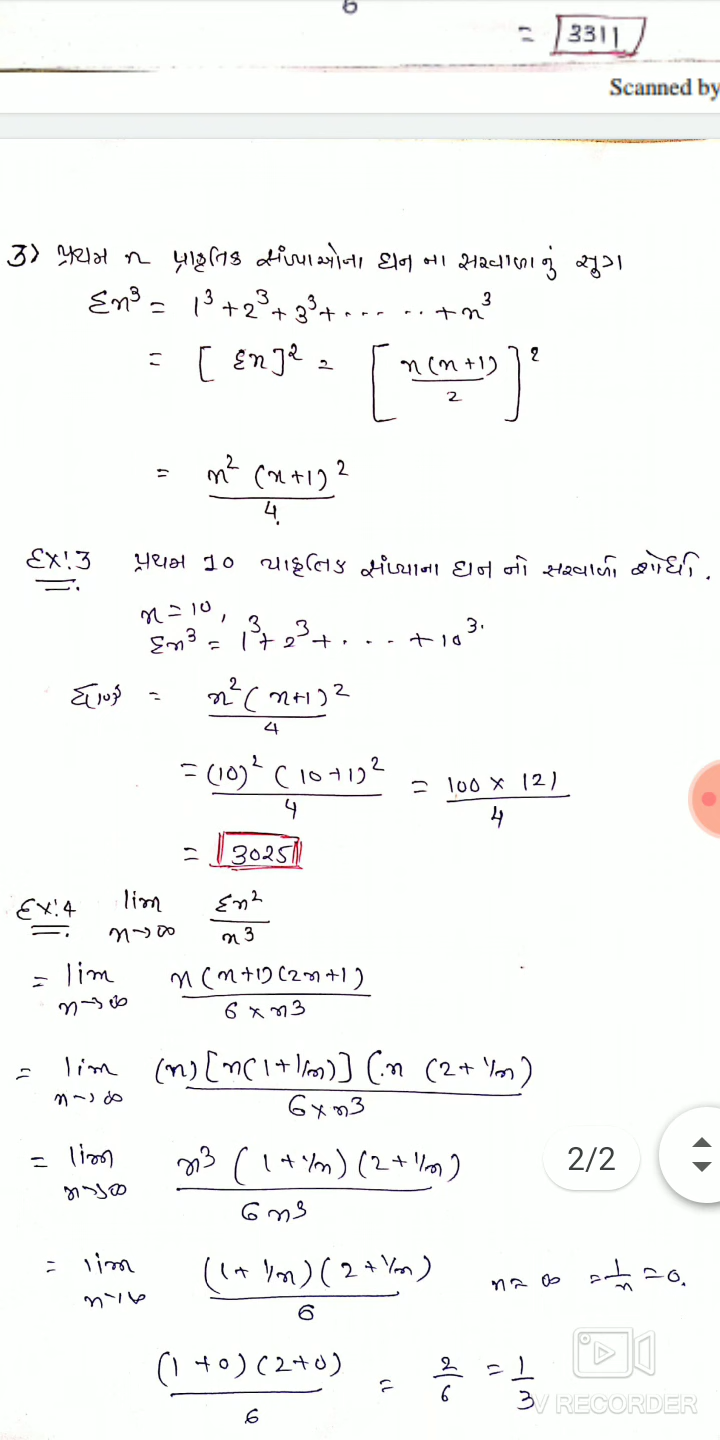 6
= 3311
Scanned by
3) પ્રથમ n પ્રાકૃતિક સંખ્યાઓના ઘન ના સરવાળા નું સૂત્ર
Σn³ = 1³ + 2³ + 3³ + ----- .. + n³
= [ Σn ]² = [ n(n+1) / 2 ]²
= n² (n+1)² / 4
Ex:3 પ્રથમ 10 પ્રાકૃતિક સંખ્યાના ઘન નો સરવાળો શોધો.
n = 10,
Σn³ = 1³ + 2³ + . - - + 10³.
= n² (n+1)² / 4
= (10)² (10+1)² / 4 = 100 x 121 / 4
= 3025
Ex:4 lim n→∞ Σn² / n³
= lim n→∞ n(n+1)(2n+1) / 6 x n³
= lim n→∞ (n)[n(1+1/n)] (n (2+1/n) / 6 x n³
= lim n→∞ n³ (1+1/n)(2+1/n) / 6n³
2/2
= lim n→∞ (1+1/n)(2+1/n) / 6 n = ∞ = 1/n = 0.
(1+0)(2+0) / 6 = 2/6 = 1/3
V RECORDER